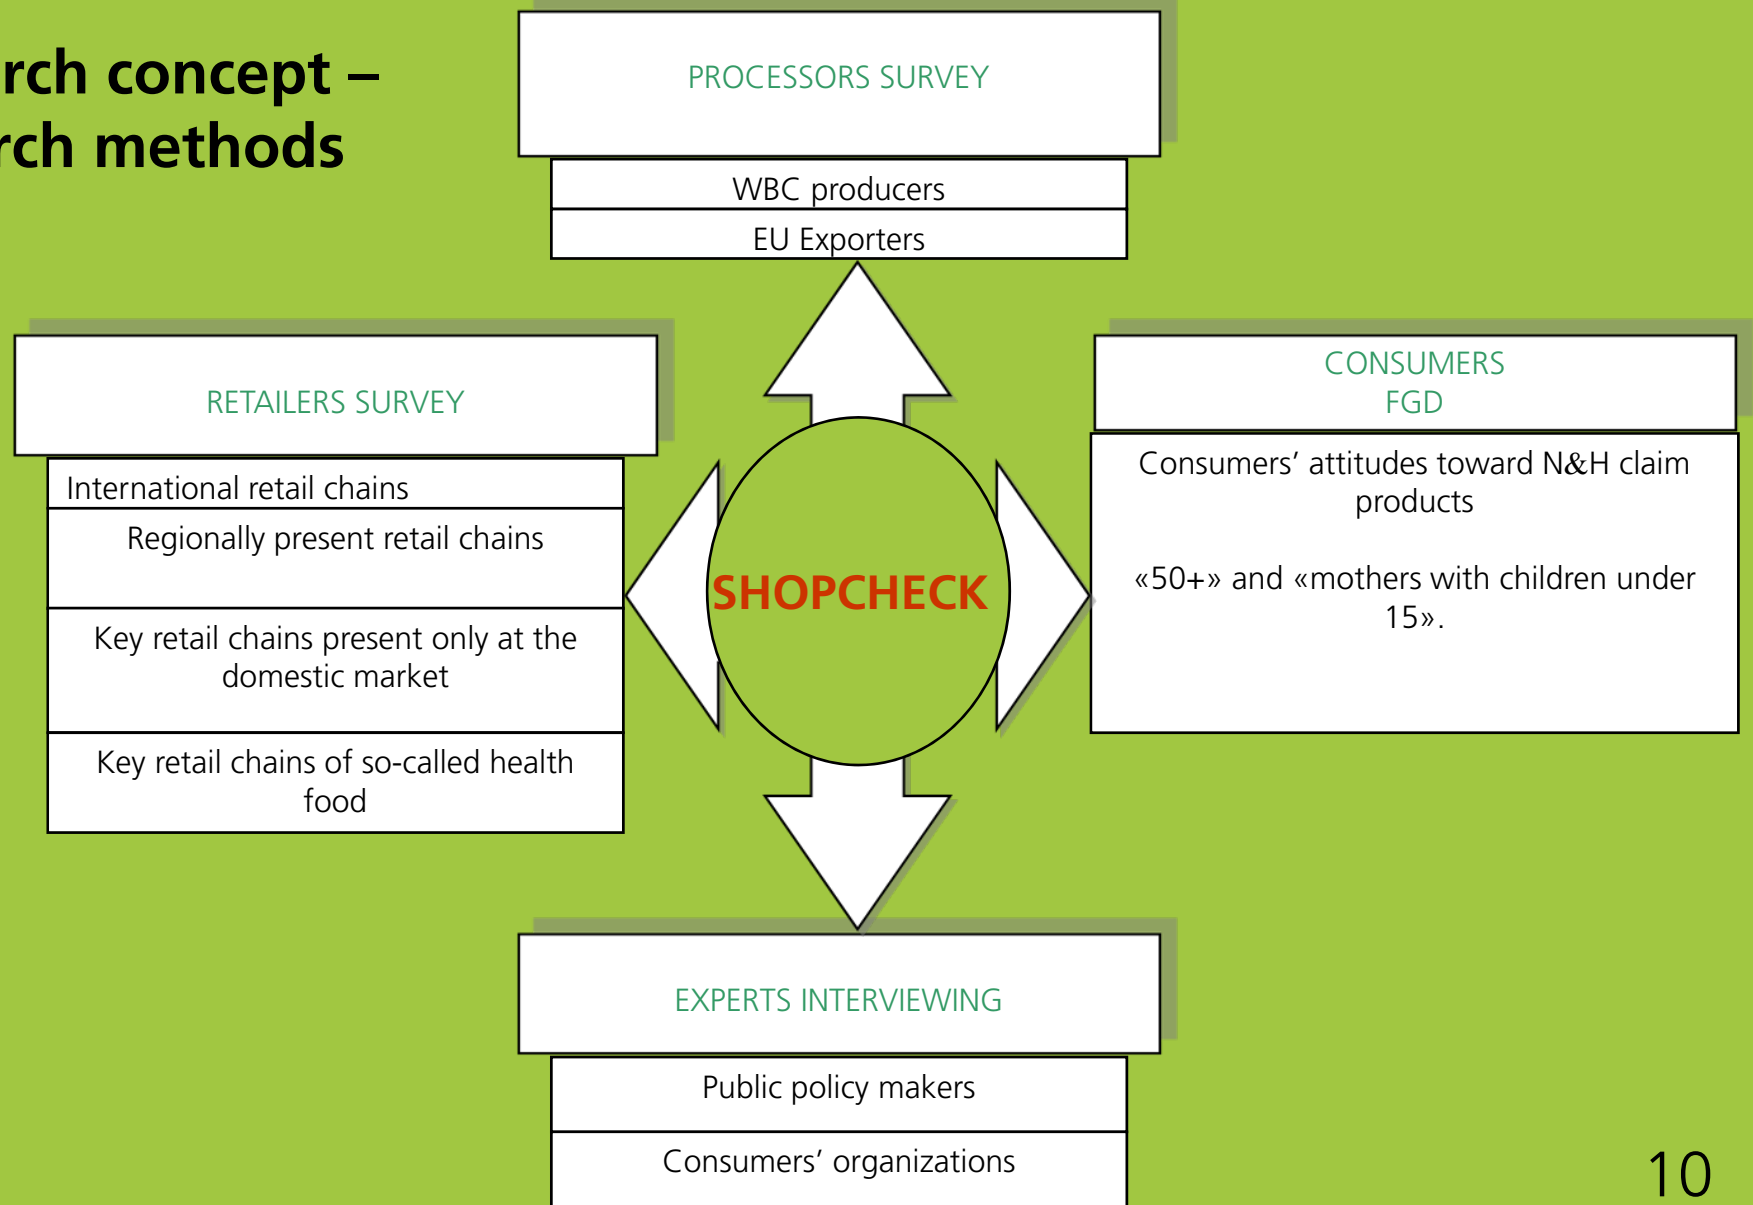 rch concept –
rch methods
PROCESSORS SURVEY
WBC producers
EU Exporters
RETAILERS SURVEY
International retail chains
Regionally present retail chains
Key retail chains present only at the
domestic market
Key retail chains of so-called health
food
SHOPCHECK
CONSUMERS
FGD
Consumers’ attitudes toward N&H claim
products
«50+» and «mothers with children under
15».
EXPERTS INTERVIEWING
Public policy makers
Consumers’ organizations
10